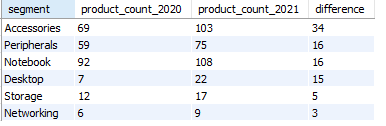 segment product_count_2020 product_count_2021 difference
Accessories 69 103 34
Peripherals 59 75 16
Notebook 92 108 16
Desktop 7 22 15
Storage 12 17 5
Networking 6 9 3